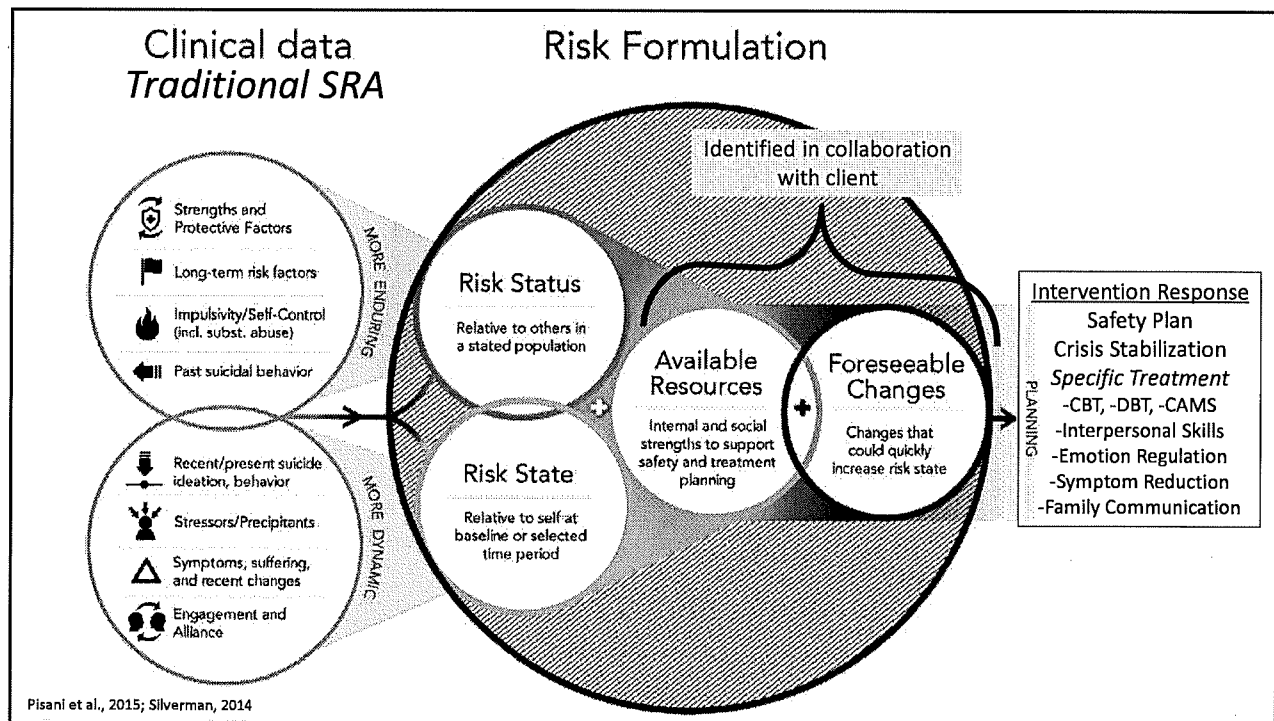 Clinical data
Traditional SRA
Risk Formulation
Strengths and
Protective Factors
Long-term risk factors
Impulsivity/Self-Control
(incl. subst. abuse)
Past suicidal behavior
MORE ENDURING
Recent/present suicide
ideation, behavior
Stressors/Precipitants
Symptoms, suffering,
and recent changes
Engagement and
Alliance
MORE DYNAMIC
Risk Status
Relative to others in
a stated population
Risk State
Relative to self at
baseline or selected
time period
Identified in collaboration
with client
Available
Resources
Internal and social
strengths to support
safety and treatment
planning
Foreseeable
Changes
Changes that
could quickly
increase risk state
PLANNING
Intervention Response
Safety Plan
Crisis Stabilization
Specific Treatment
-CBT, -DBT, -CAMS
-Interpersonal Skills
-Emotion Regulation
-Symptom Reduction
-Family Communication
Pisani et al., 2015; Silverman, 2014